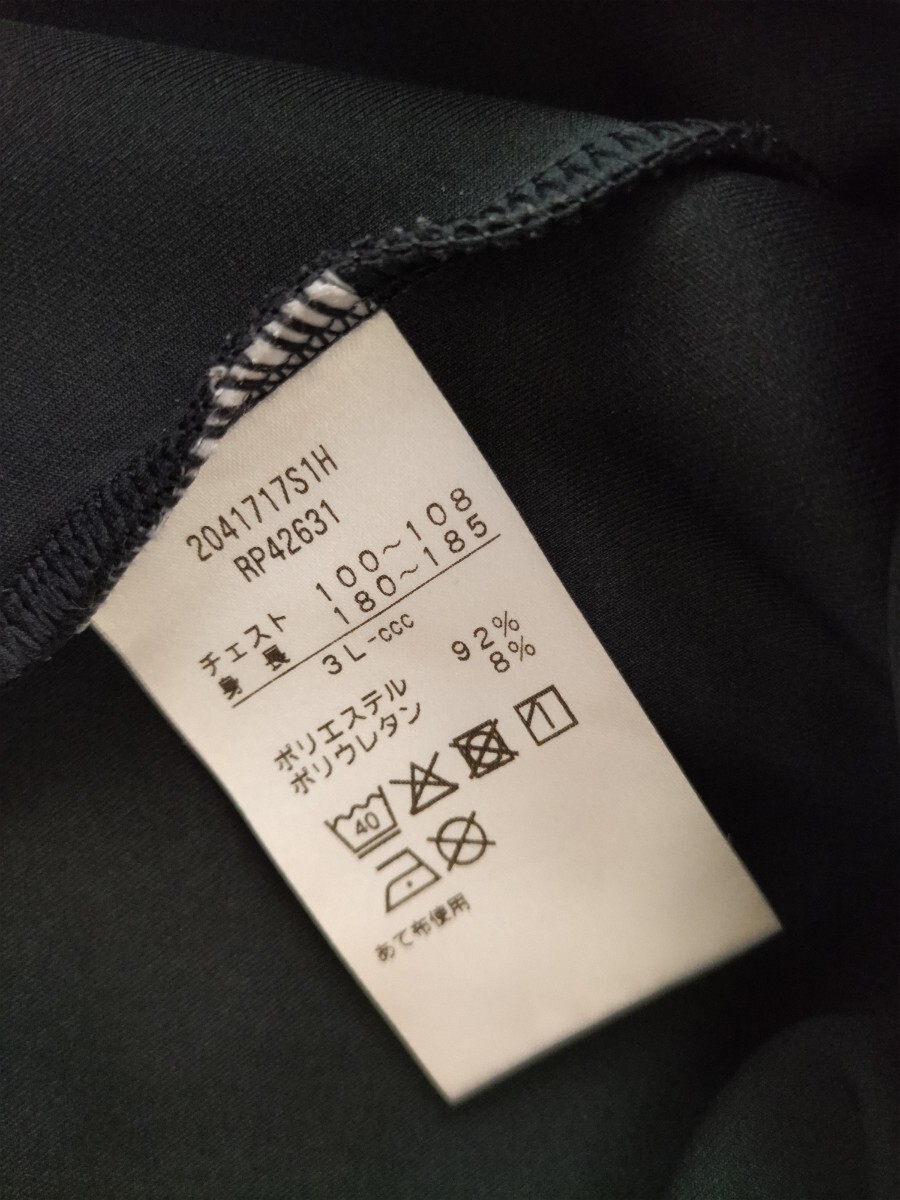 2041717S1H
RP42631
チェスト 100～108
身長 180～185
3L-CCC
ポリエステル 92%
ポリウレタン 8%
40
あて布使用